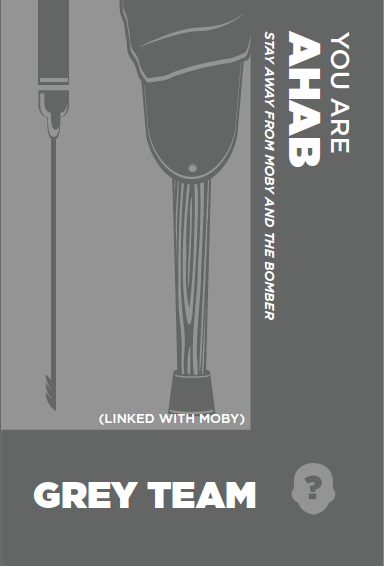 YOU ARE
AHAB
STAY AWAY FROM MOBY AND THE BOMBER
(LINKED WITH MOBY)
GREY TEAM
?